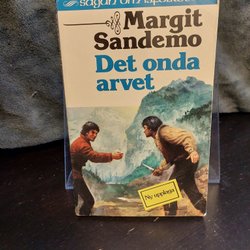 sagan om Isfolket
Margit
Sandemo
Det onda
arvet
Ny upplaga